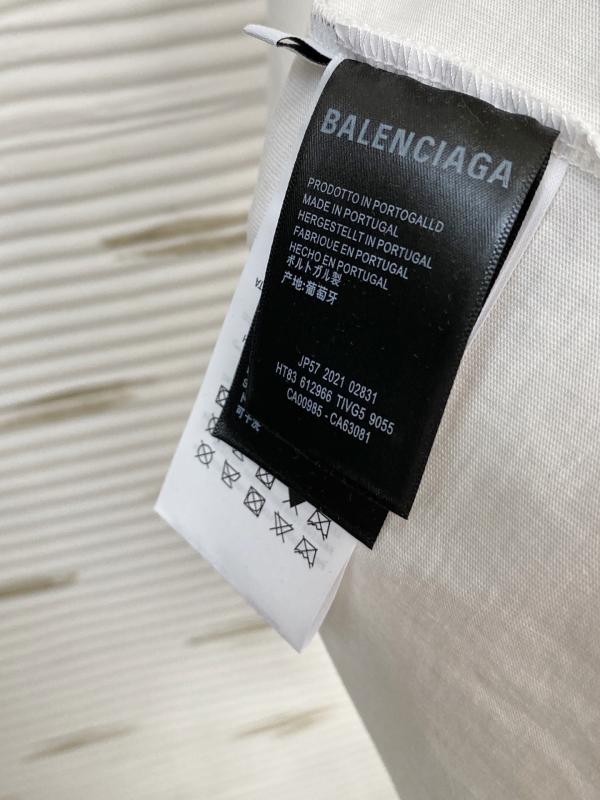 BALENCIAGA
PRODOTTO IN PORTOGALLD
MADE IN PORTUGAL
HERGESTELLT IN PORTUGAL
FABRIQUE EN PORTUGAL
HECHO EN PORTUGAL
ポルトガル製
产地:葡萄牙
JP57 2021 02831
HT83 612966 TIVG5 9055
CA00985 - CA63081